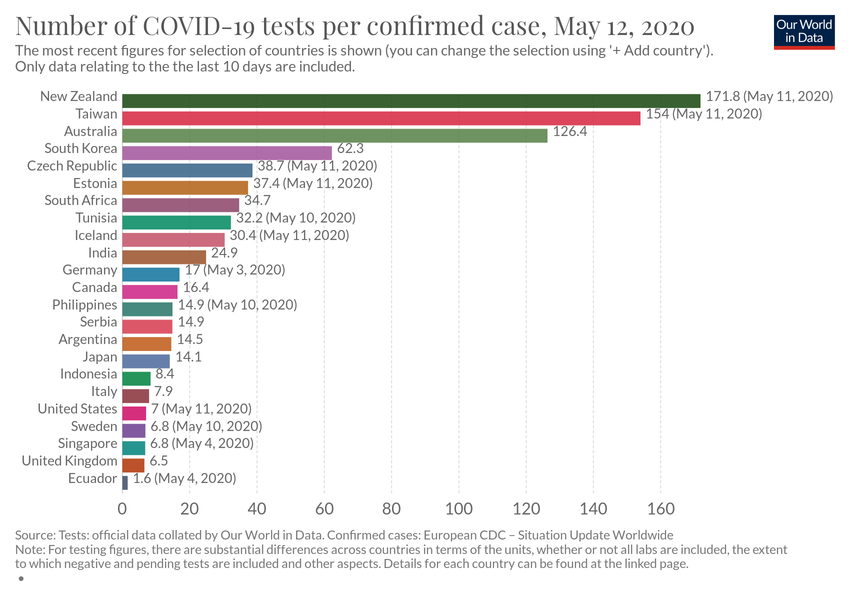 Number of COVID-19 tests per confirmed case, May 12, 2020
Our World
in Data
The most recent figures for selection of countries is shown (you can change the selection using '+ Add country').
Only data relating to the the last 10 days are included.
New Zealand 171.8 (May 11, 2020)
Taiwan 154 (May 11, 2020)
Australia 126.4
South Korea 62.3
Czech Republic 38.7 (May 11, 2020)
Estonia 37.4 (May 11, 2020)
South Africa 34.7
Tunisia 32.2 (May 10, 2020)
Iceland 30.4 (May 11, 2020)
India 24.9
Germany 17 (May 3, 2020)
Canada 16.4
Philippines 14.9 (May 10, 2020)
Serbia 14.9
Argentina 14.5
Japan 14.1
Indonesia 8.4
Italy 7.9
United States 7 (May 11, 2020)
Sweden 6.8 (May 10, 2020)
Singapore 6.8 (May 4, 2020)
United Kingdom 6.5
Ecuador 1.6 (May 4, 2020)
0 20 40 60 80 100 120 140 160
Source: Tests: official data collated by Our World in Data. Confirmed cases: European CDC – Situation Update Worldwide
Note: For testing figures, there are substantial differences across countries in terms of the units, whether or not all labs are included, the extent
to which negative and pending tests are included and other aspects. Details for each country can be found at the linked page.
•